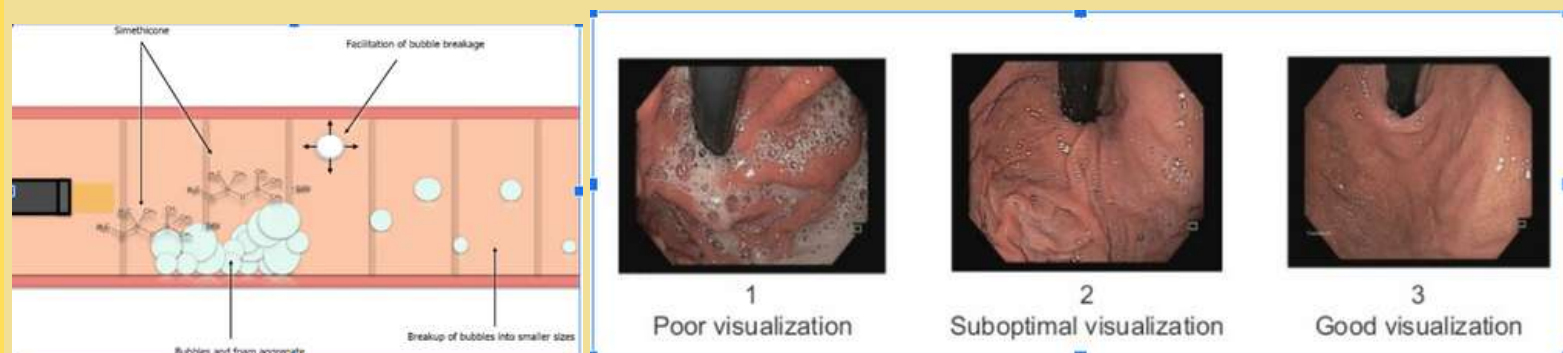 Simethicone
Facilitation of bubble breakage
Breakup of bubbles into smaller sizes
Bubbles and foam aggregate
1
Poor visualization
2
Suboptimal visualization
3
Good visualization